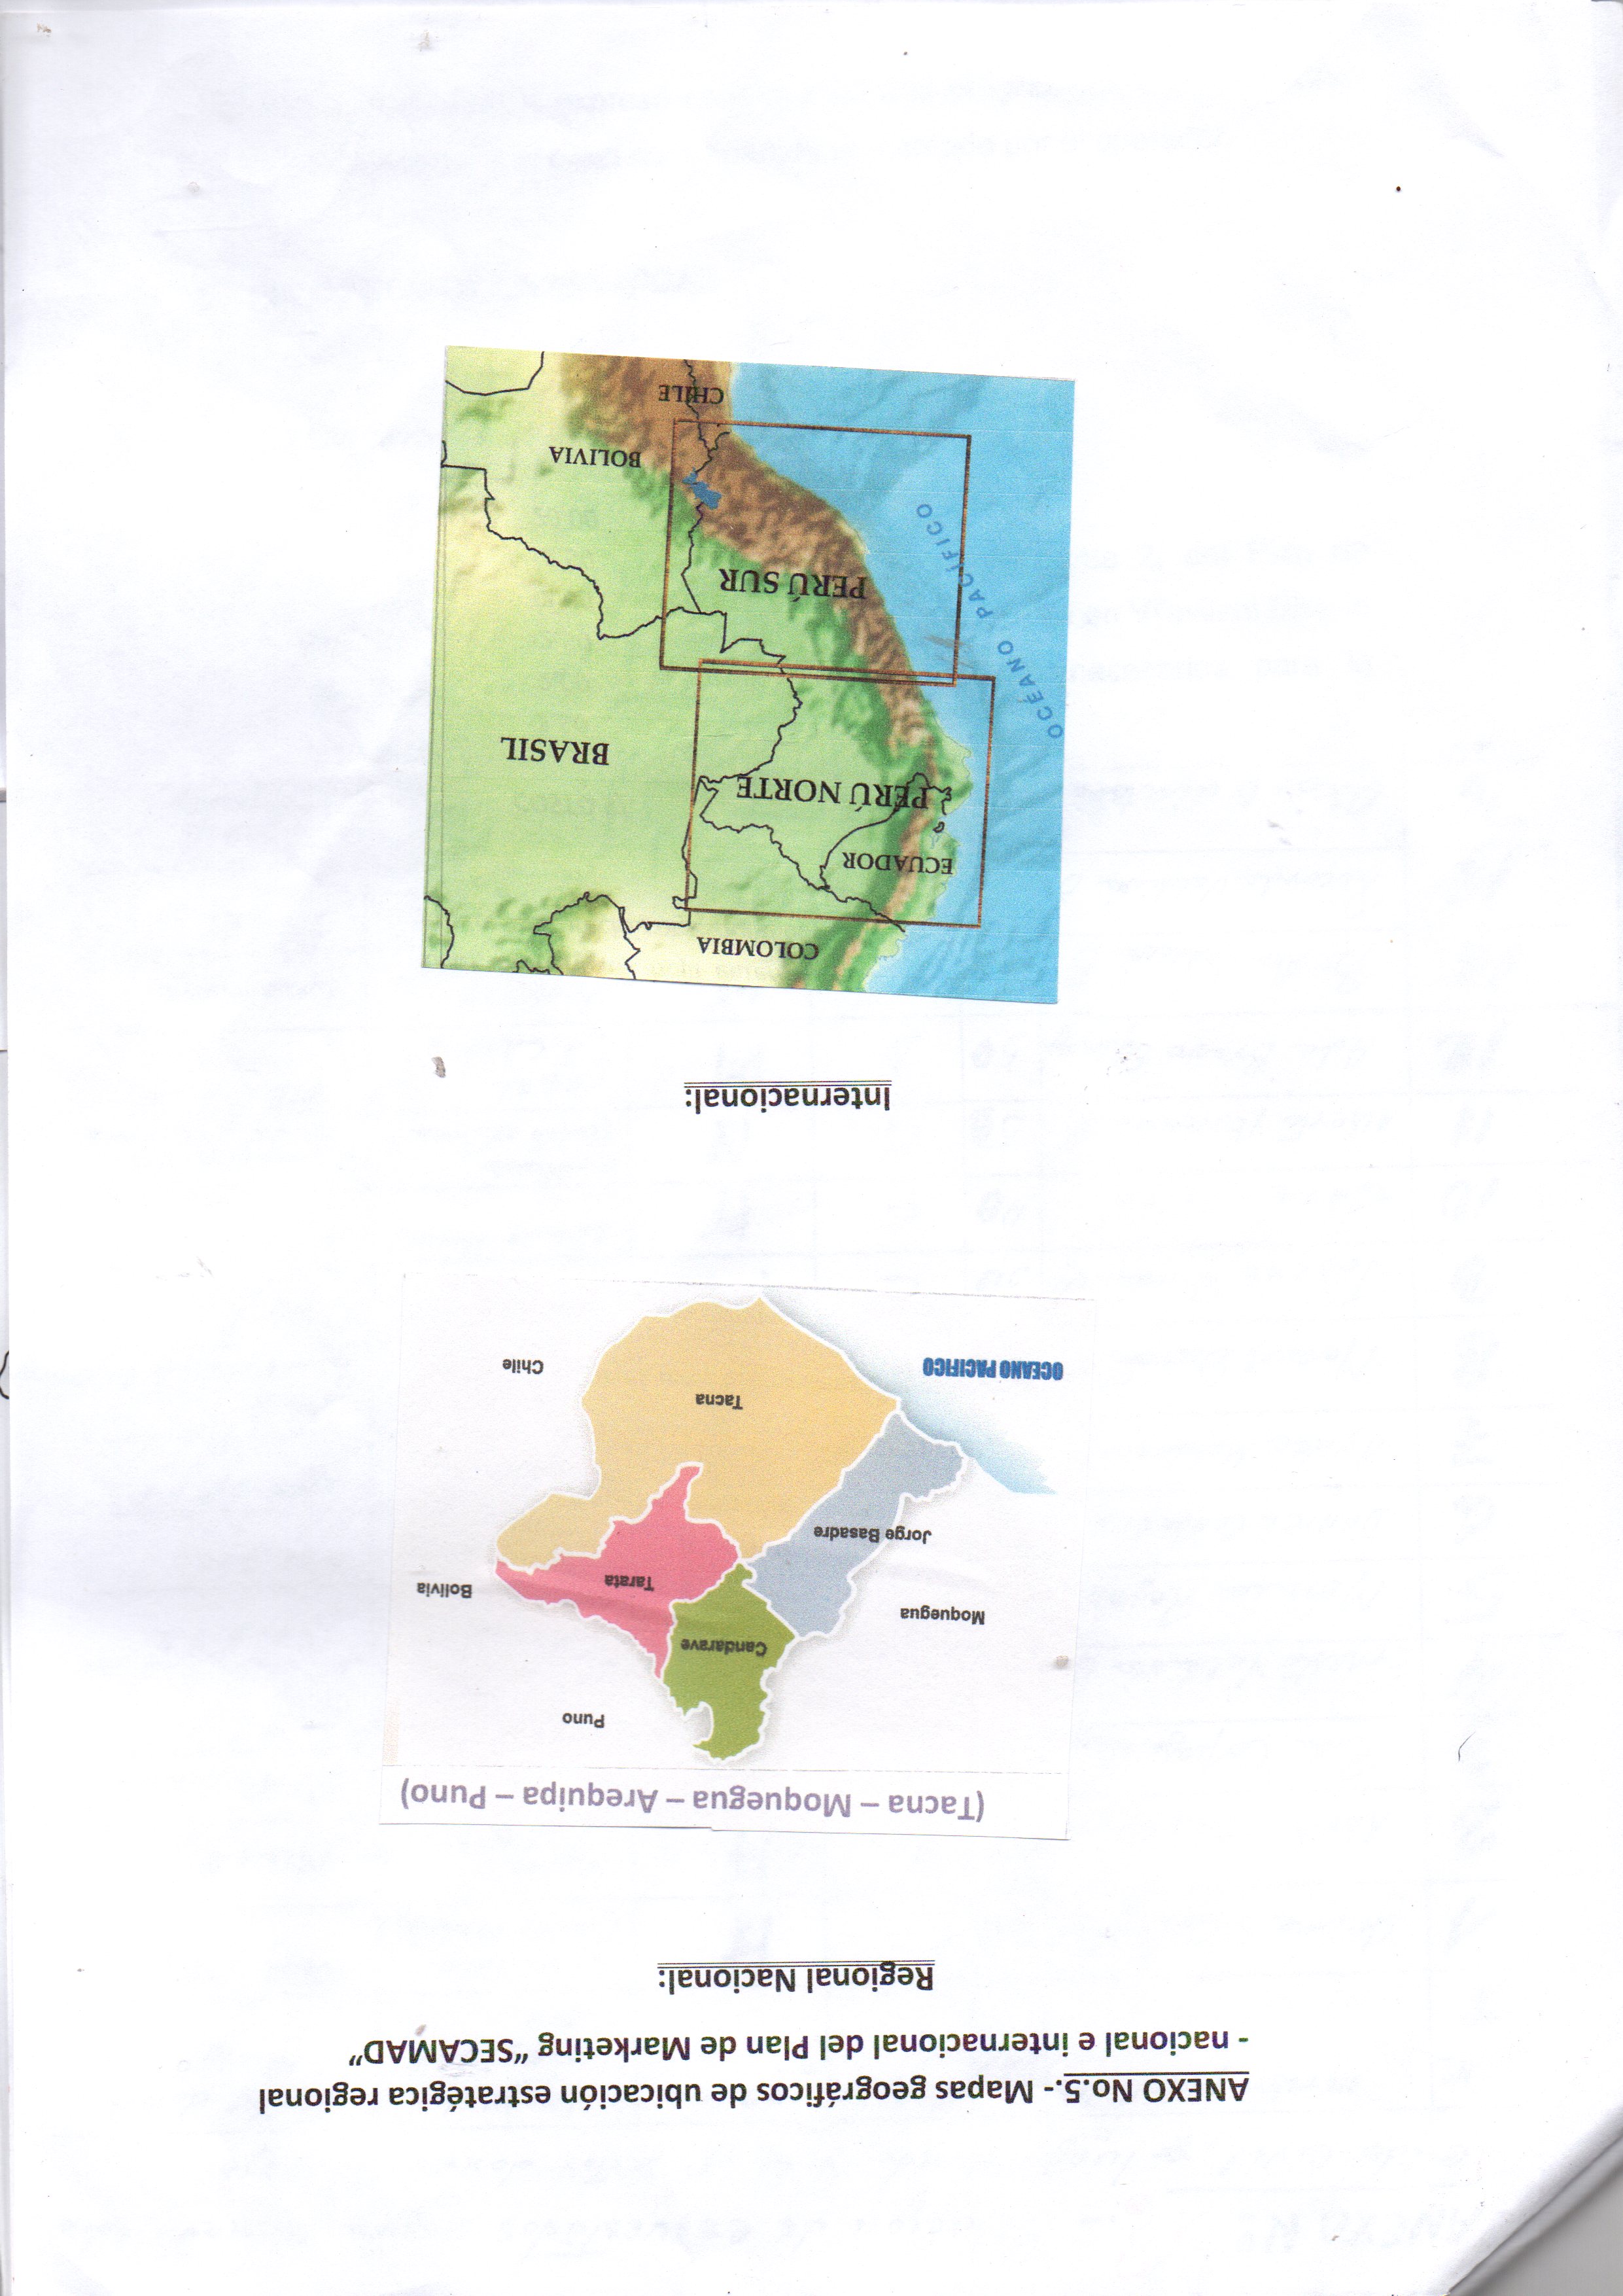 ANEXO No.5.- Mapas geográficos de ubicación estratégica regional
- nacional e internacional del Plan de Marketing “SECAMAD”
Regional Nacional:
(Tacna – Moquegua – Arequipa – Puno)
Puno
Candarave
Moquegua
Tarata
Bolivia
Jorge Basadre
Tacna
OCEANO PACIFICO
Chile
Internacional:
COLOMBIA
ECUADOR
PERÚ NORTE
BRASIL
OCÉANO PACIFICO
PERÚ SUR
BOLIVIA
CHILE